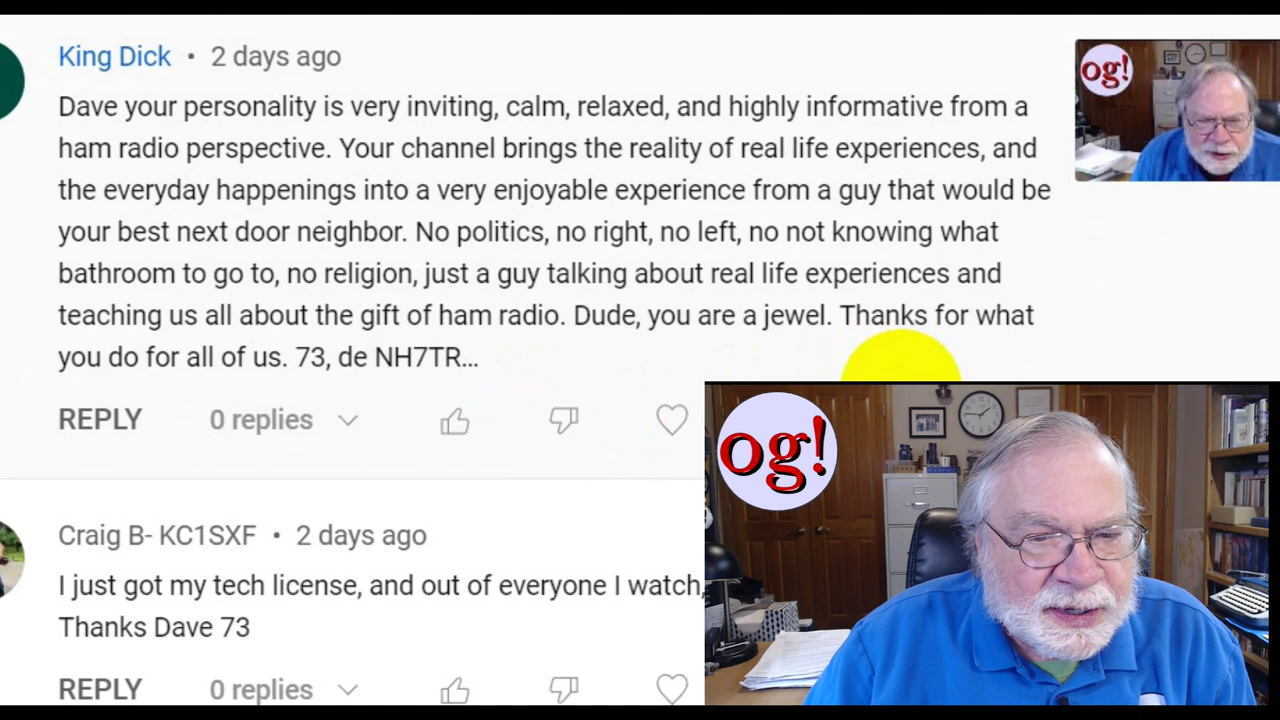 King Dick • 2 days ago
Dave your personality is very inviting, calm, relaxed, and highly informative from a
ham radio perspective. Your channel brings the reality of real life experiences, and
the everyday happenings into a very enjoyable experience from a guy that would be
your best next door neighbor. No politics, no right, no left, no not knowing what
bathroom to go to, no religion, just a guy talking about real life experiences and
teaching us all about the gift of ham radio. Dude, you are a jewel. Thanks for what
you do for all of us. 73, de NH7TR...
REPLY 0 replies
Craig B- KC1SXF • 2 days ago
I just got my tech license, and out of everyone I watch,
Thanks Dave 73
REPLY 0 replies
og!
og!